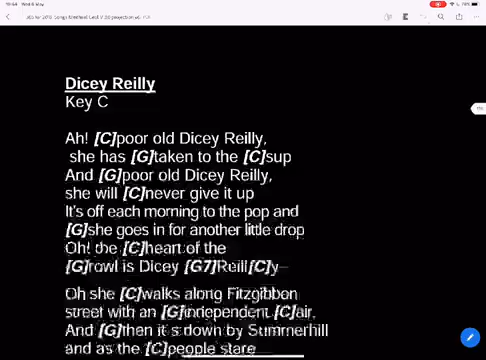 Dicey Reilly
Key C
Ah! [C]poor old Dicey Reilly,
she has [G]taken to the [C]sup
And [G]poor old Dicey Reilly,
she will [C]never give it up
It's off each morning to the pop and
[G]she goes in for another little drop
Oh! the [C]heart of the
[G]rowl is Dicey [G7]Reill[C]y
Oh she [C]walks along Fitzgibbon
street with an [G]independent [C]air,
And [G]then it's down by Summerhill
and as the [C]people stare